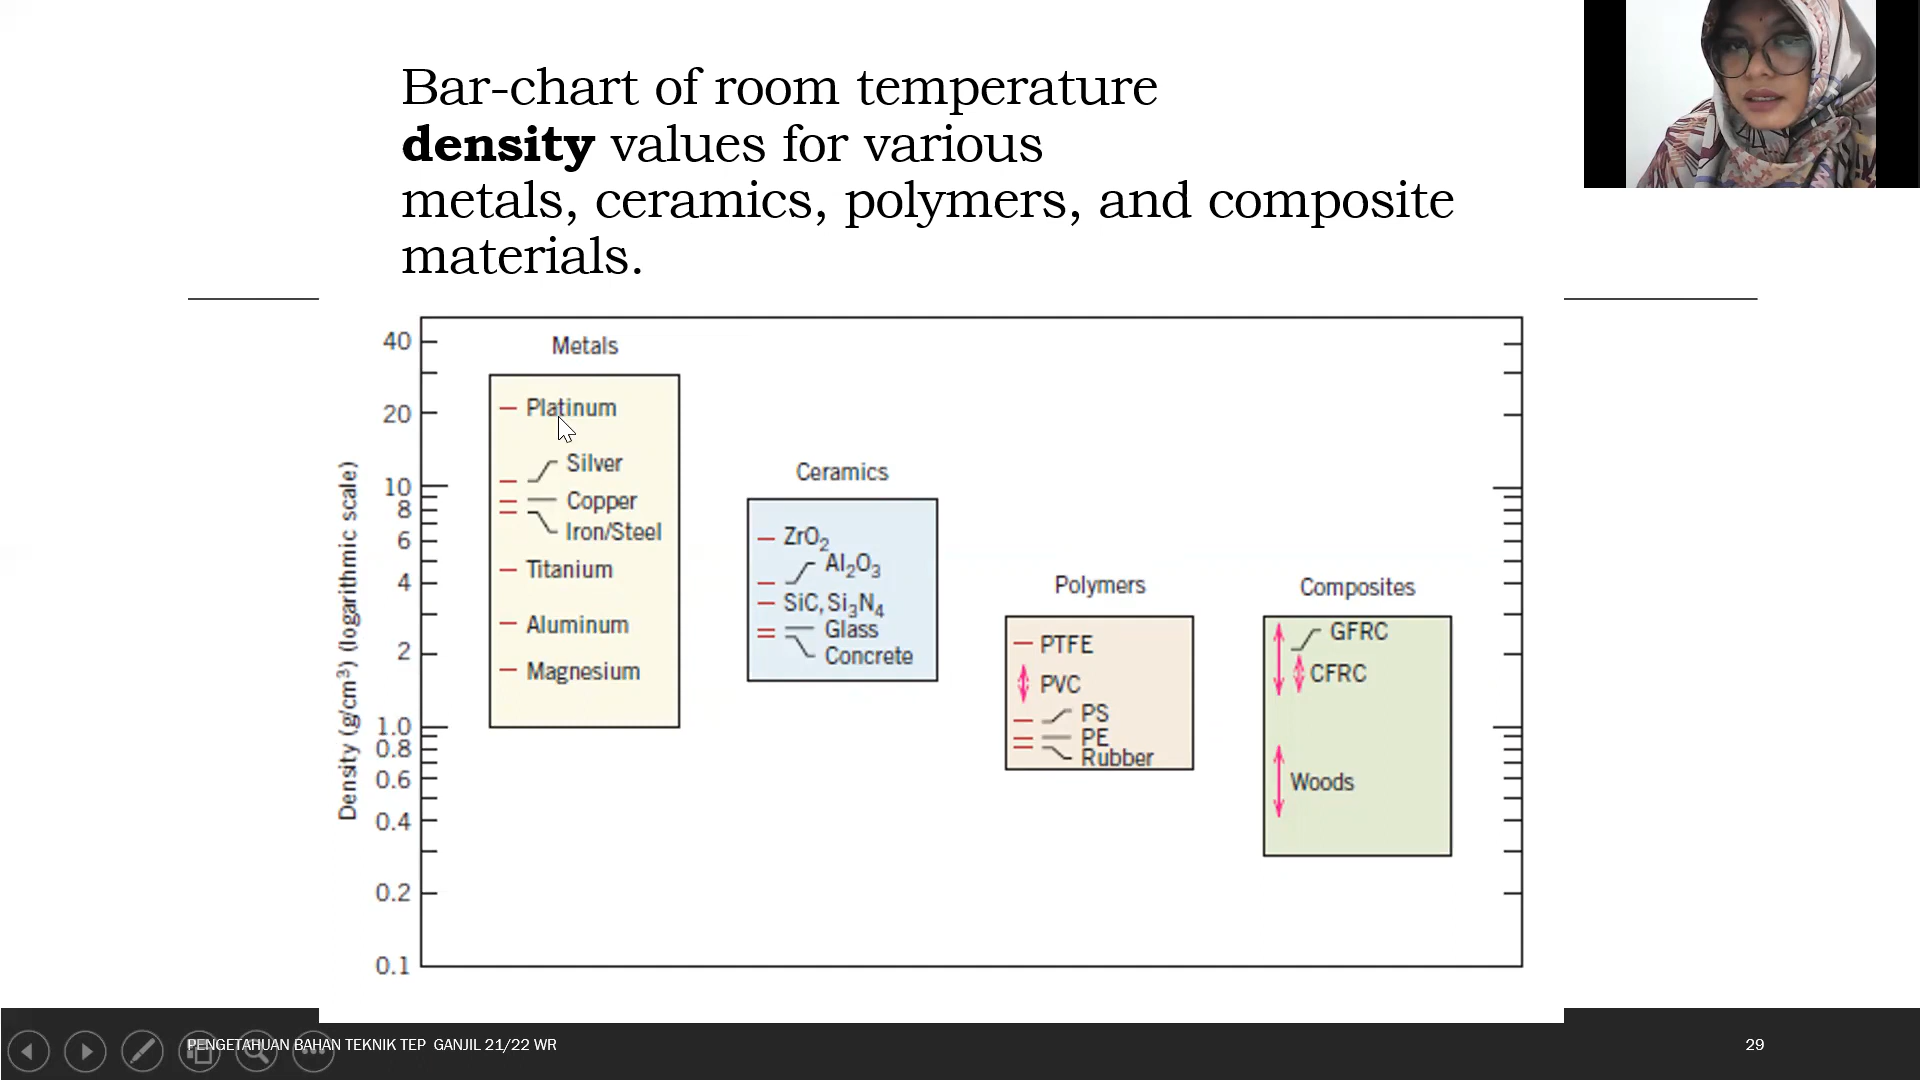 Bar-chart of room temperature
density values for various
metals, ceramics, polymers, and composite
materials.
Density (g/cm³) (logarithmic scale)
40
20
10
8
6
4
2
1.0
0.8
0.6
0.4
0.2
0.1
Metals
Platinum
Silver
Copper
Iron/Steel
Titanium
Aluminum
Magnesium
Ceramics
ZrO₂
Al₂O₃
SiC, Si₃N₄
Glass
Concrete
Polymers
PTFE
PVC
PS
PE
Rubber
Composites
GFRC
CFRC
Woods
PENGETAHUAN BAHAN TEKNIK TEP GANJIL 21/22 WR
29